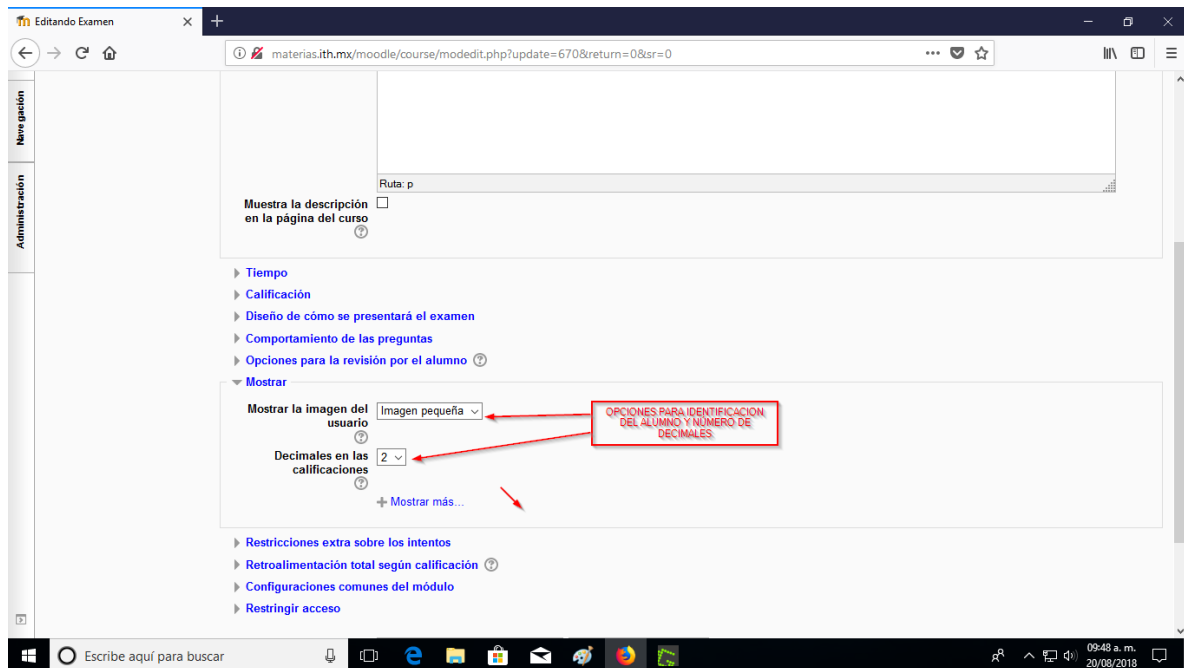 Editando Examen
materias.ith.mx/moodle/course/modedit.php?update=670&return=0&sr=0
Navegación
Administración
Ruta: p
Muestra la descripción
en la página del curso
Tiempo
Calificación
Diseño de cómo se presentará el examen
Comportamiento de las preguntas
Opciones para la revisión por el alumno
Mostrar
Mostrar la imagen del
usuario
Imagen pequeña
OPCIONES PARA IDENTIFICACION
DEL ALUMNO Y NÚMERO DE
DECIMALES
Decimales en las
calificaciones
2
Mostrar más...
Restricciones extra sobre los intentos
Retroalimentación total según calificación
Configuraciones comunes del módulo
Restringir acceso
Escribe aquí para buscar
09:48 a. m.
20/08/2018